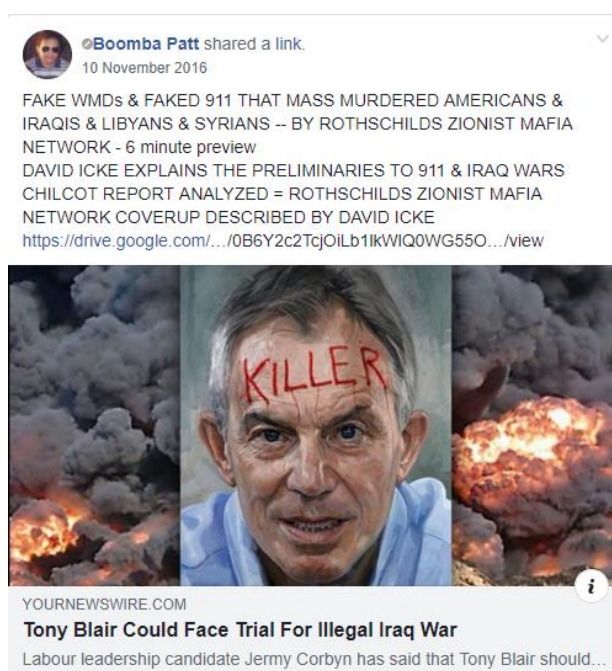 Boomba Patt shared a link.
10 November 2016
FAKE WMDs & FAKED 911 THAT MASS MURDERED AMERICANS &
IRAQIS & LIBYANS & SYRIANS -- BY ROTHSCHILDS ZIONIST MAFIA
NETWORK - 6 minute preview
DAVID ICKE EXPLAINS THE PRELIMINARIES TO 911 & IRAQ WARS
CHILCOT REPORT ANALYZED = ROTHSCHILDS ZIONIST MAFIA
NETWORK COVERUP DESCRIBED BY DAVID ICKE
https://drive.google.com/.../0B6Y2c2TcjOiLb1lkWlQ0WG55O.../view
KILLER
i
YOURNEWSWIRE.COM
Tony Blair Could Face Trial For Illegal Iraq War
Labour leadership candidate Jermy Corbyn has said that Tony Blair should...